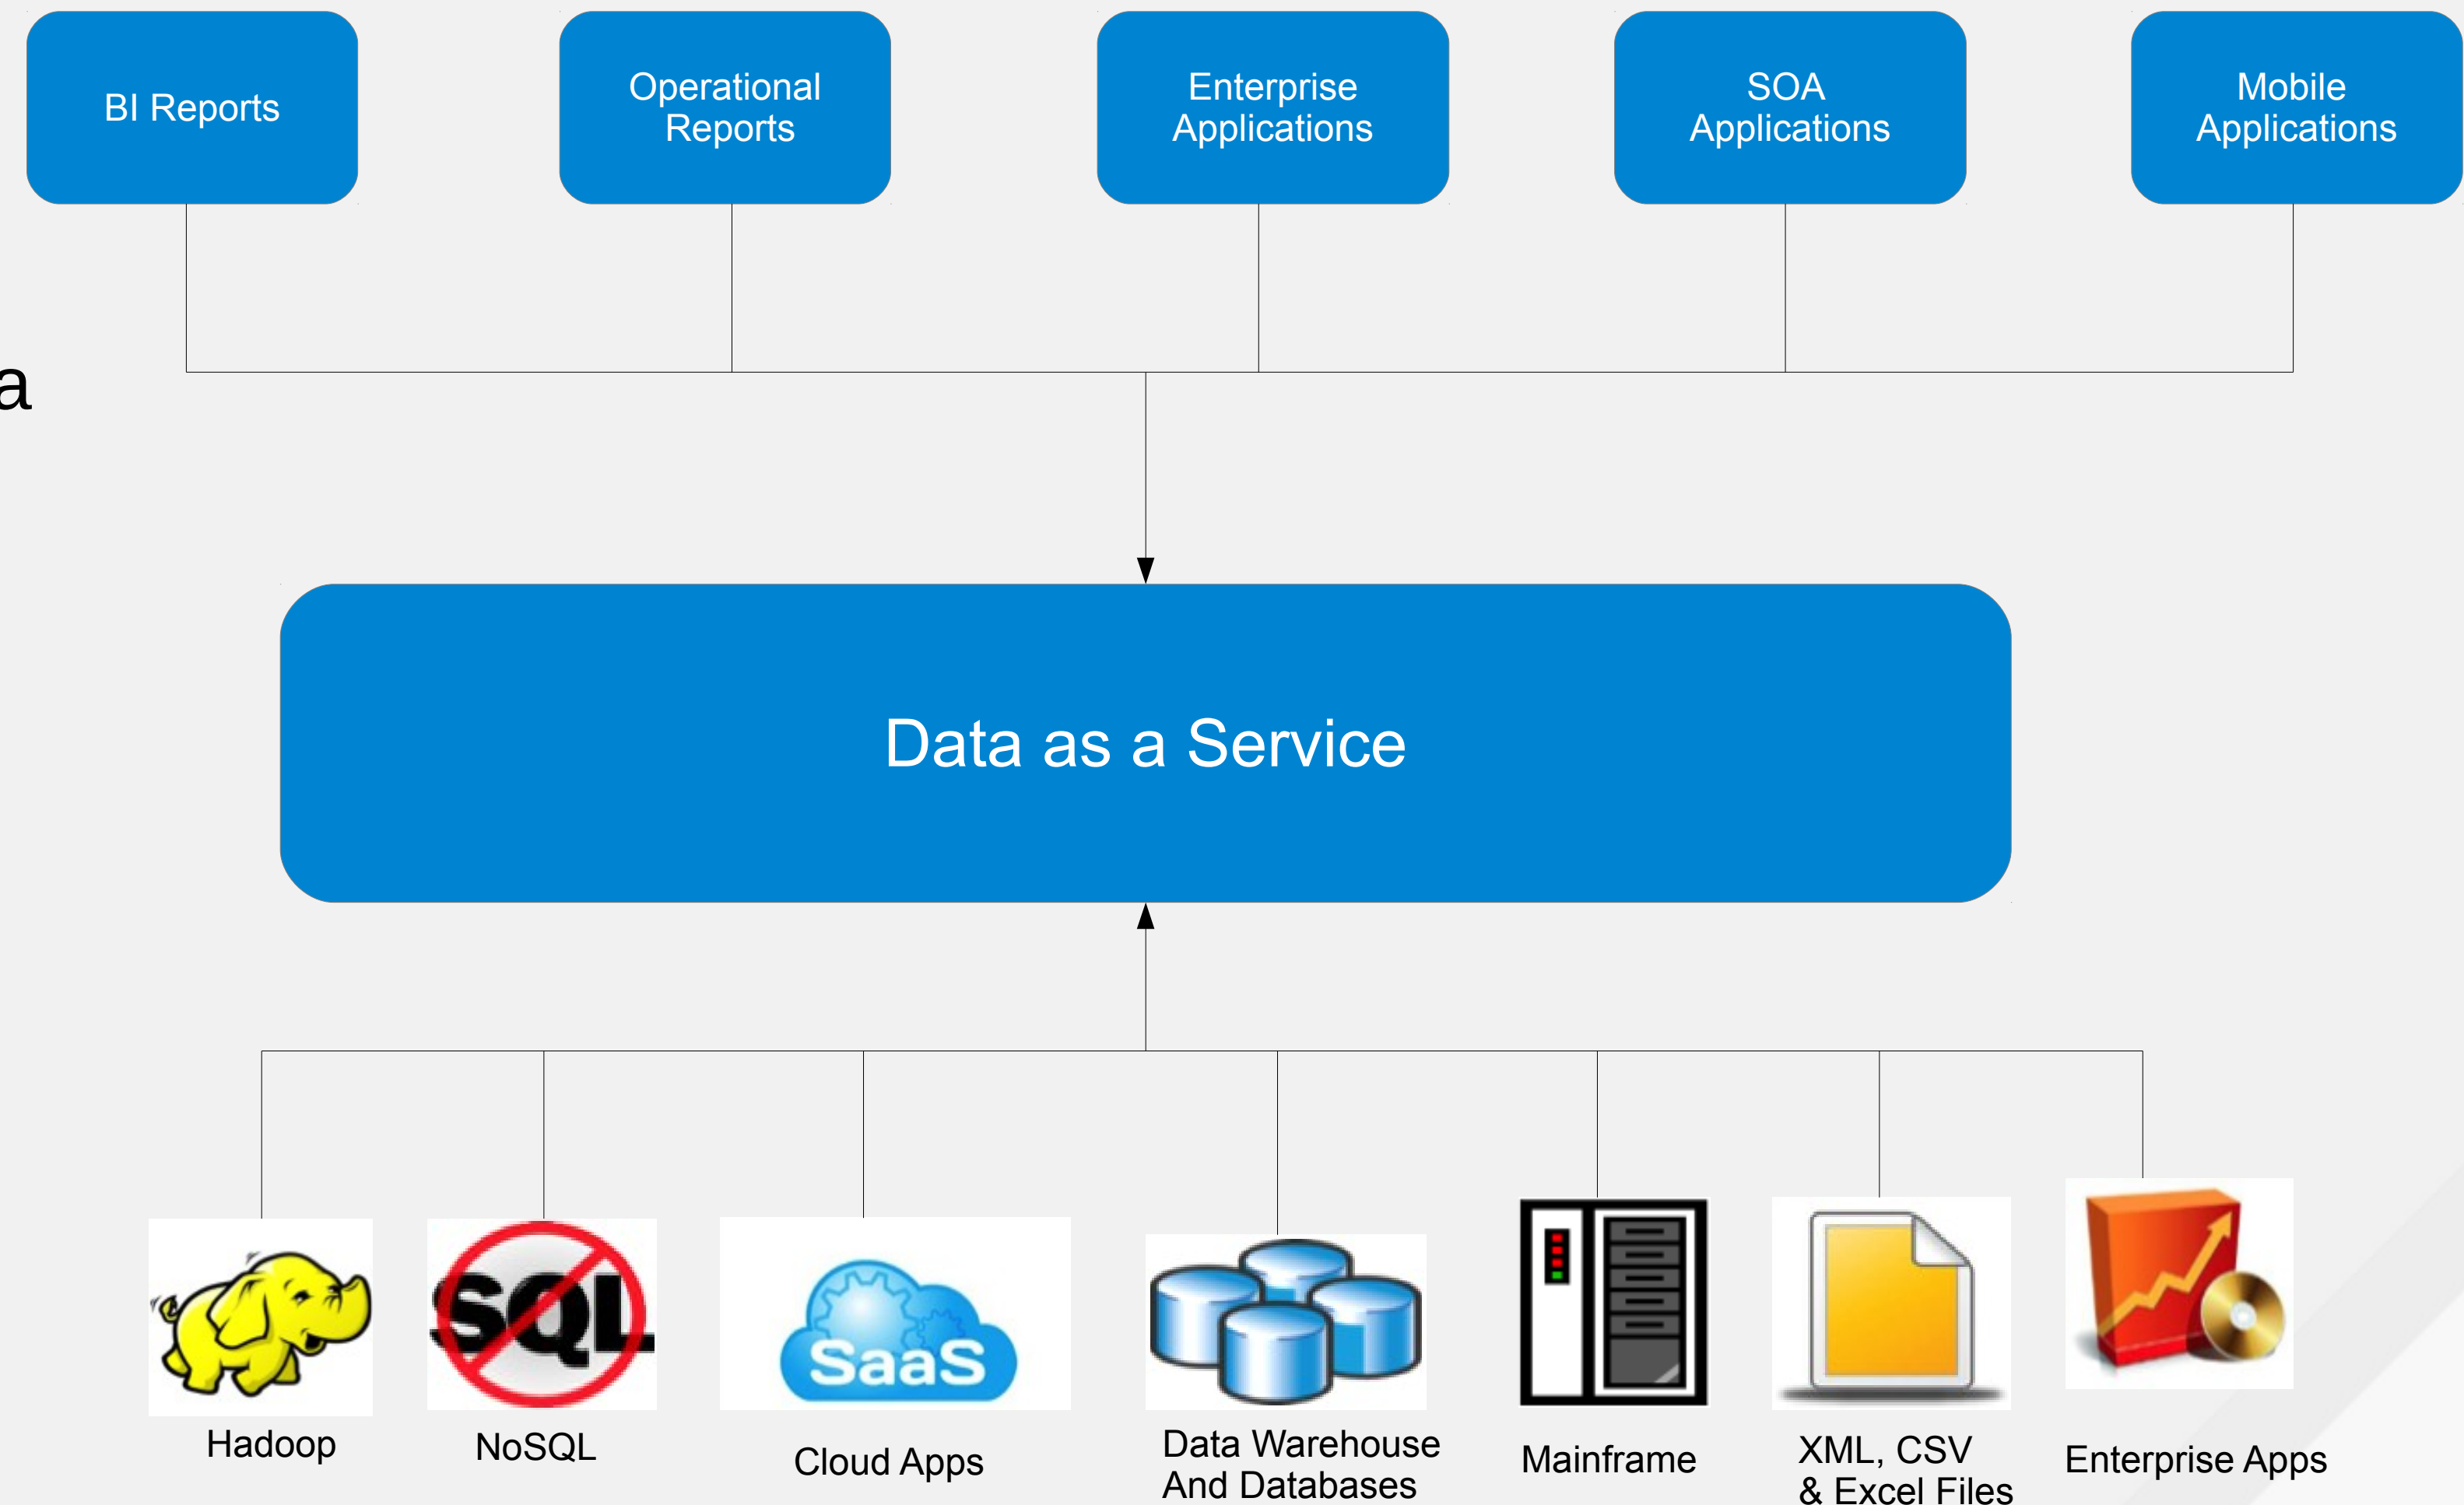 BI Reports
Operational
Reports
Enterprise
Applications
SOA
Applications
Mobile
Applications
a
Data as a Service
SQL
SaaS
Hadoop
NoSQL
Cloud Apps
Data Warehouse
And Databases
Mainframe
XML, CSV
& Excel Files
Enterprise Apps